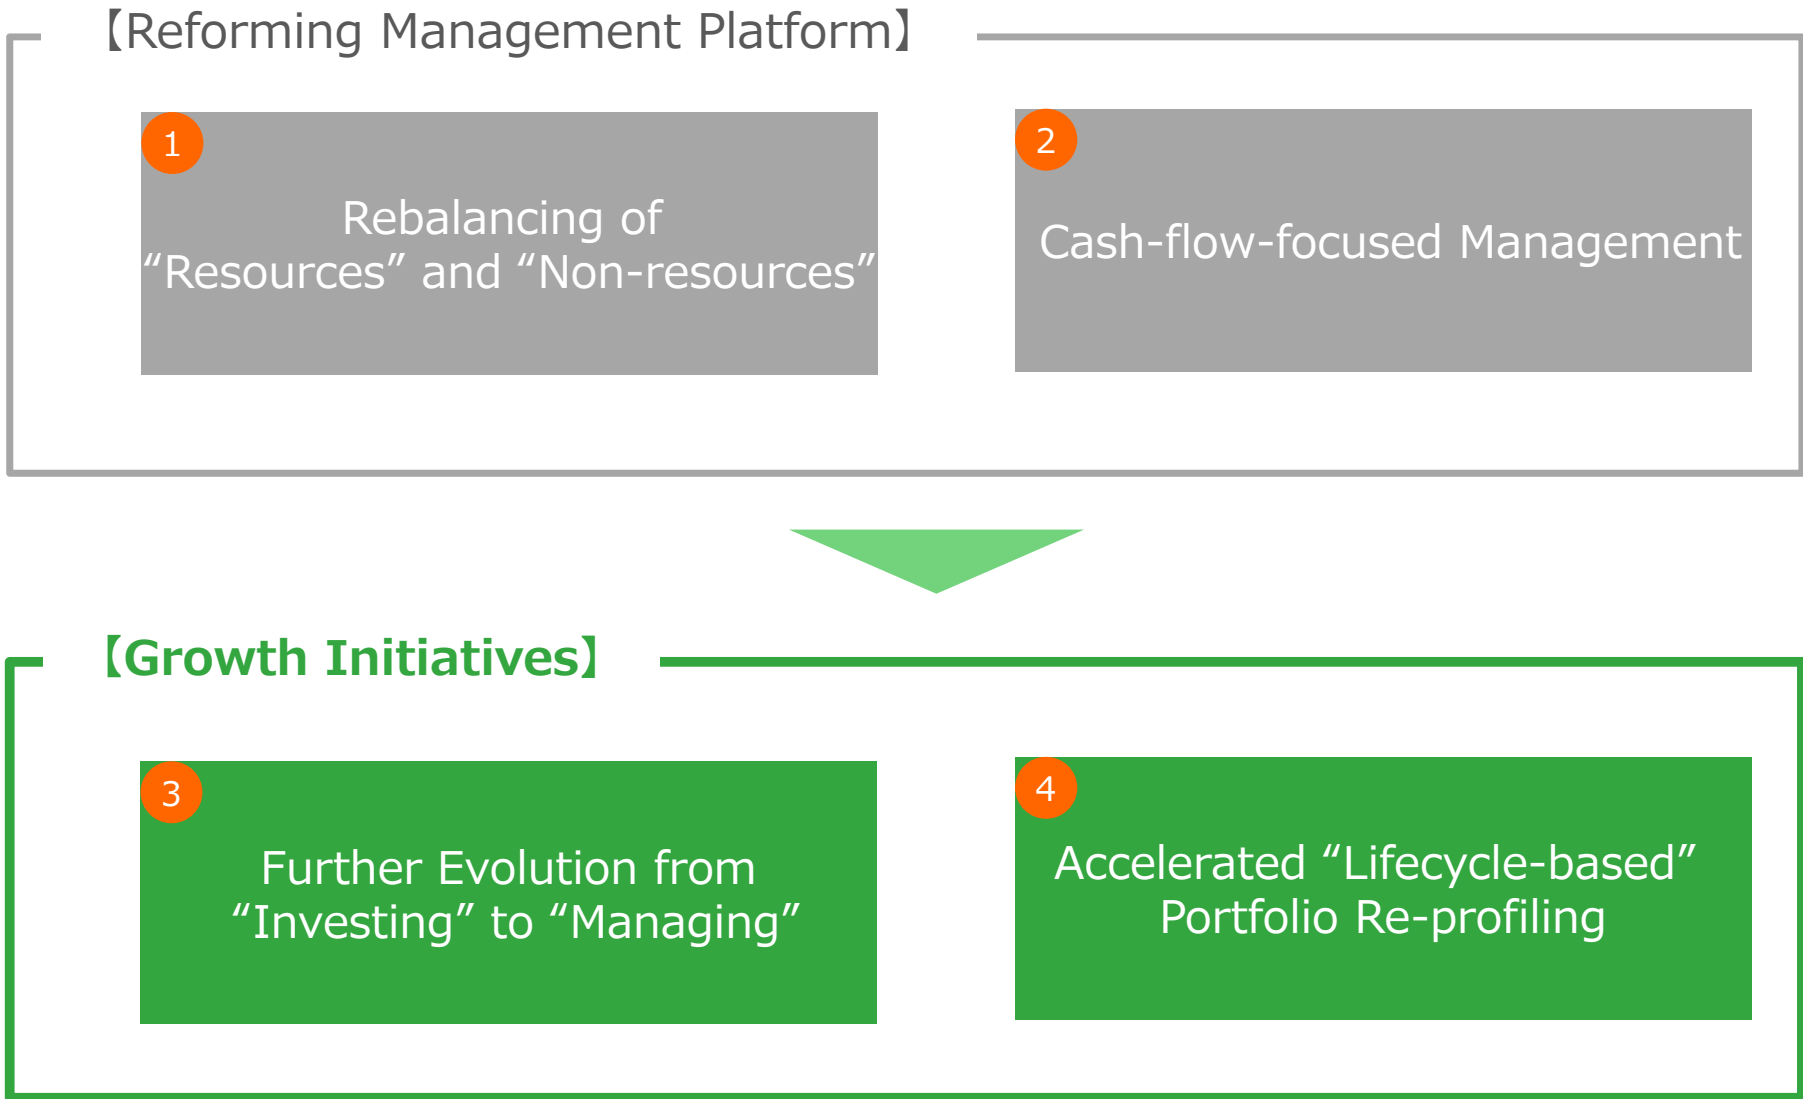 【Reforming Management Platform】
1
Rebalancing of
“Resources” and “Non-resources”
2
Cash-flow-focused Management
【Growth Initiatives】
3
Further Evolution from
“Investing” to “Managing”
4
Accelerated “Lifecycle-based”
Portfolio Re-profiling